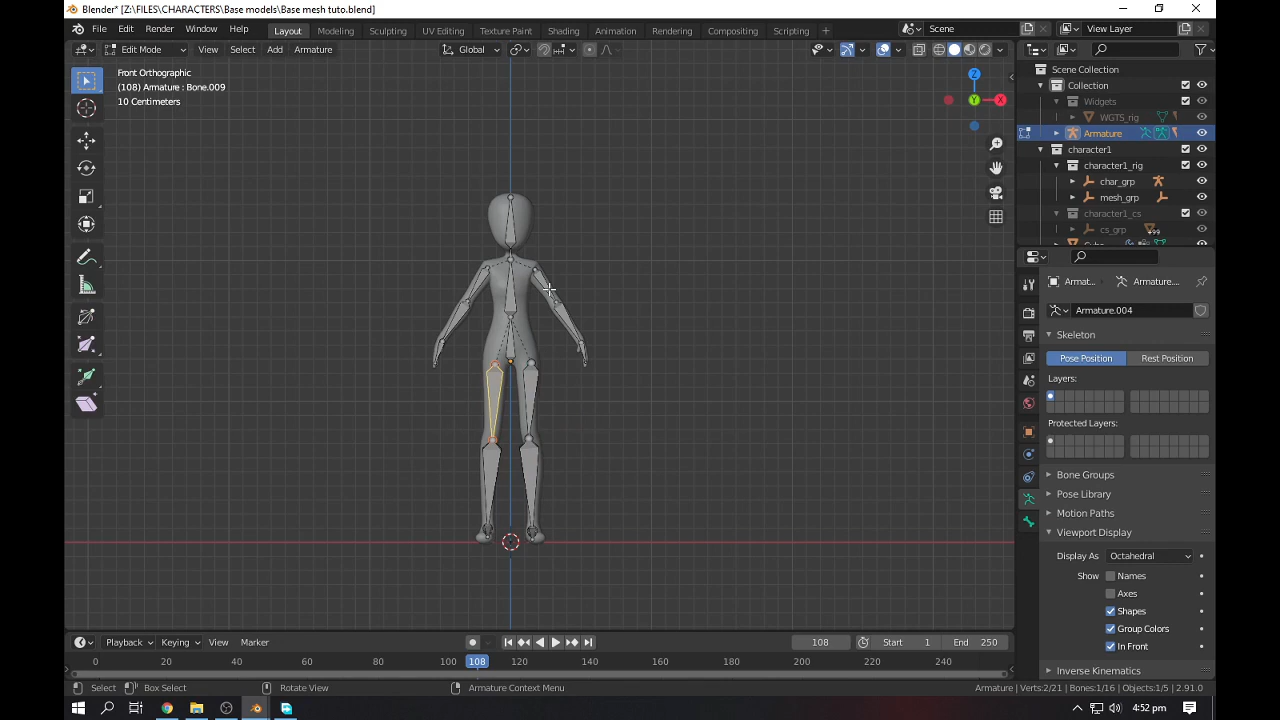 Blender* [Z:\FILES\CHARACTERS\Base models\Base mesh tuto.blend]
File Edit Render Window Help Layout Modeling Sculpting UV Editing Texture Paint Shading Animation Rendering Compositing Scripting + Scene View Layer
Edit Mode View Select Add Armature Global
Front Orthographic
(108) Armature : Bone.009
10 Centimeters
Z
Y
X
Scene Collection
Collection
Widgets
WGTS_rig
Armature
character1
character1_rig
char_grp
mesh_grp
character1_cs
cs_grp
Armat...
Armature....
Armature.004
Skeleton
Pose Position Rest Position
Layers:
Protected Layers:
Bone Groups
Pose Library
Motion Paths
Viewport Display
Display As Octahedral
Show Names
Axes
Shapes
Group Colors
In Front
Inverse Kinematics
Playback Keying View Marker 108 Start 1 End 250
0 20 40 60 80 100 108 120 140 160 180 200 220 240
Select Box Select Rotate View Armature Context Menu Armature | Verts:2/21 | Bones:1/16 | Objects:1/5 | 2.91.0
4:52 pm